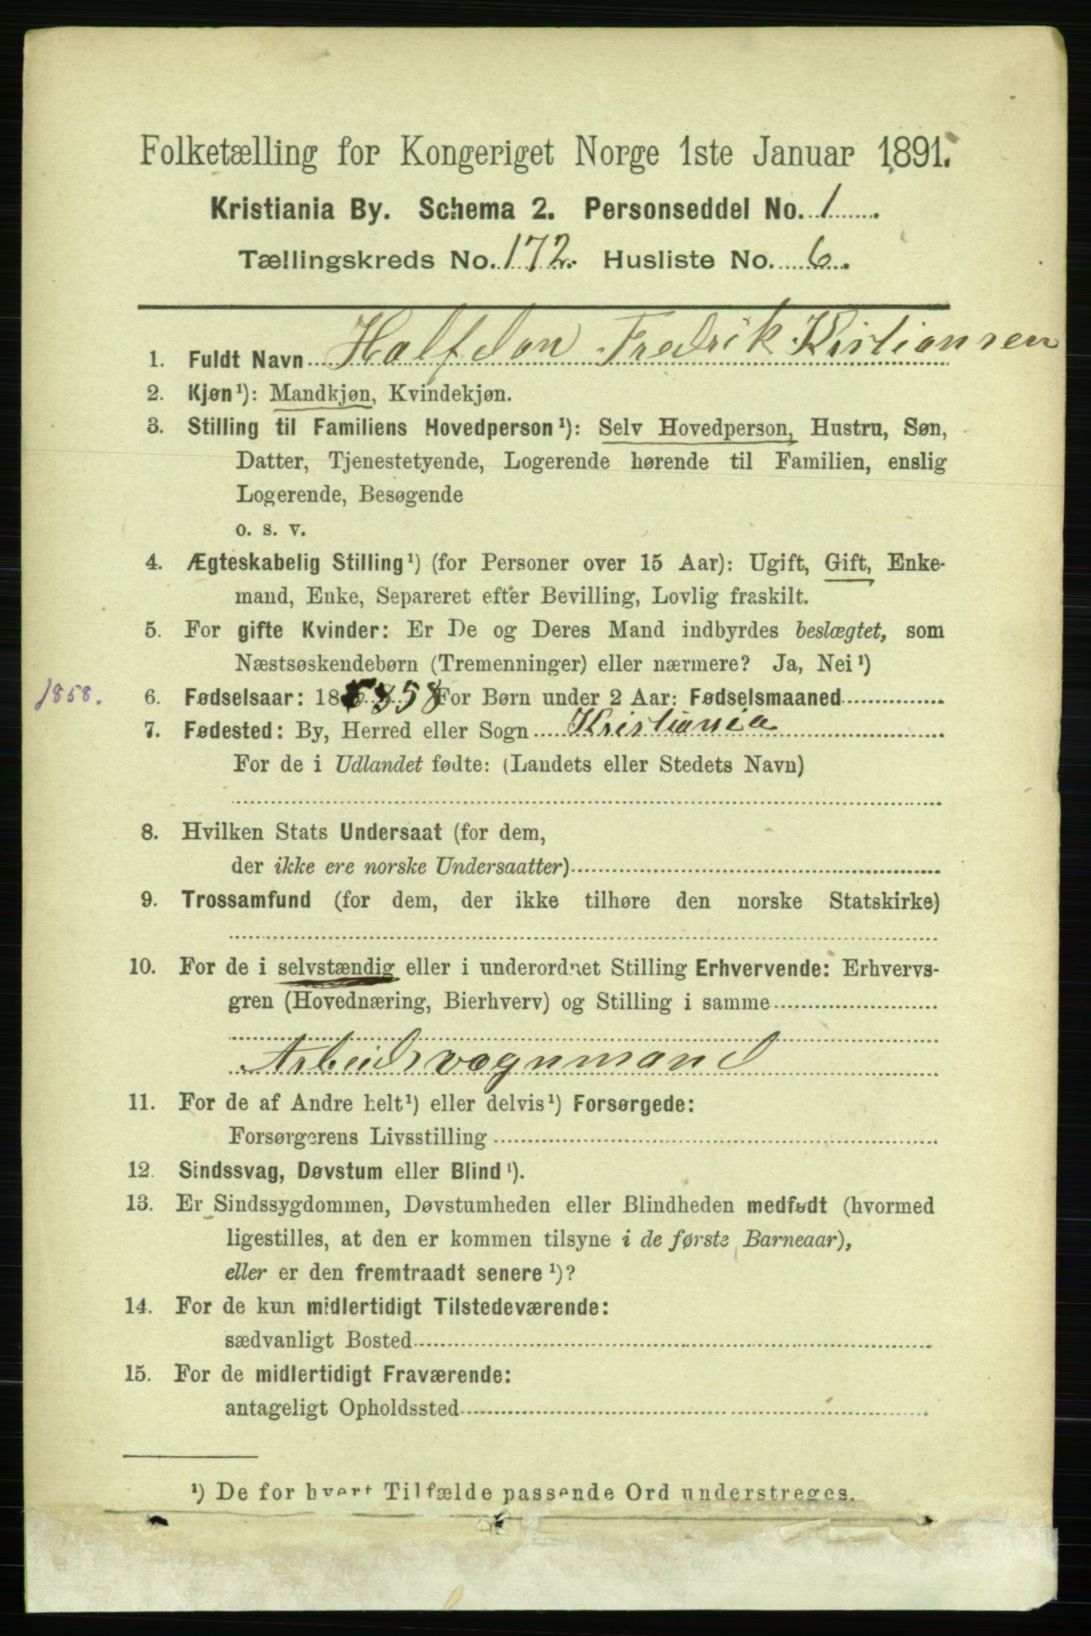 Folketælling for Kongeriget Norge 1ste Januar 1891.
Kristiania By. Schema 2. Personseddel No. 1.
Tællingskreds No. 172. Husliste No. 6.
1. Fuldt Navn Halfdan Fredrik Kristiansen
2. Kjøn¹): Mandkjøn, Kvindekjøn.
3. Stilling til Familiens Hovedperson¹): Selv Hovedperson, Hustru, Søn,
Datter, Tjenestetyende, Logerende hørende til Familien, enslig
Logerende, Besøgende
o. s. v.
4. Ægteskabelig Stilling¹) (for Personer over 15 Aar): Ugift, Gift, Enke-
mand, Enke, Separeret efter Bevilling, Lovlig fraskilt.
5. For gifte Kvinder: Er De og Deres Mand indbyrdes beslægtet, som
Næstsøskendebørn (Tremenninger) eller nærmere? Ja, Nei¹)
1858. 6. Fødselsaar: 18 58 For Børn under 2 Aar: Fødselsmaaned
7. Fødested: By, Herred eller Sogn Kristiania
For de i Udlandet fødte: (Landets eller Stedets Navn)
8. Hvilken Stats Undersaat (for dem,
der ikke ere norske Undersaatter)
9. Trossamfund (for dem, der ikke tilhøre den norske Statskirke)
10. For de i selvstændig eller i underordnet Stilling Erhvervende: Erhvervs-
gren (Hovednæring, Bierhverv) og Stilling i samme
Arbeidsvognmand
11. For de af Andre helt¹) eller delvis¹) Forsørgede:
Forsørgerens Livsstilling
12. Sindssvag, Døvstum eller Blind¹).
13. Er Sindssygdommen, Døvstumheden eller Blindheden medfødt (hvormed
ligestilles, at den er kommen tilsyne i de første Barneaar),
eller er den fremtraadt senere¹)?
14. For de kun midlertidigt Tilstedeværende:
sædvanligt Bosted
15. For de midlertidigt Fraværende:
antageligt Opholdssted
¹) De for hvert Tilfælde passende Ord understreges.